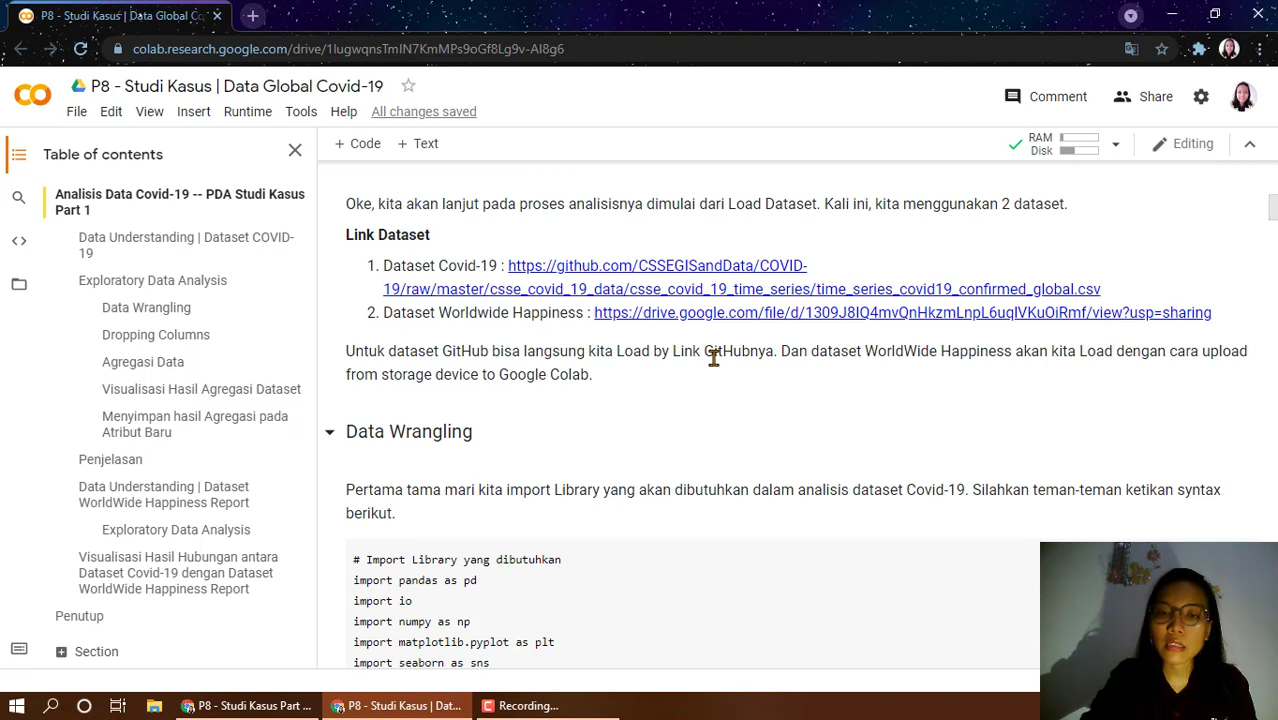 P8 - Studi Kasus | Data Global Co
colab.research.google.com/drive/1lugwqnsTmIN7KmMPs9oGf8Lg9v-AI8g6
P8 - Studi Kasus | Data Global Covid-19
Comment
Share
File Edit View Insert Runtime Tools Help All changes saved
+ Code + Text
RAM
Disk
Editing
Table of contents
Analisis Data Covid-19 -- PDA Studi Kasus
Part 1
Data Understanding | Dataset COVID-
19
Exploratory Data Analysis
Data Wrangling
Dropping Columns
Agregasi Data
Visualisasi Hasil Agregasi Dataset
Menyimpan hasil Agregasi pada
Atribut Baru
Penjelasan
Data Understanding | Dataset
WorldWide Happiness Report
Exploratory Data Analysis
Visualisasi Hasil Hubungan antara
Dataset Covid-19 dengan Dataset
WorldWide Happiness Report
Penutup
Section
Oke, kita akan lanjut pada proses analisisnya dimulai dari Load Dataset. Kali ini, kita menggunakan 2 dataset.
Link Dataset
1. Dataset Covid-19 : https://github.com/CSSEGISandData/COVID-
19/raw/master/csse_covid_19_data/csse_covid_19_time_series/time_series_covid19_confirmed_global.csv
2. Dataset Worldwide Happiness : https://drive.google.com/file/d/1309J8IQ4mvQnHkzmLnpL6uqIVKuOiRmf/view?usp=sharing
Untuk dataset GitHub bisa langsung kita Load by Link GitHubnya. Dan dataset WorldWide Happiness akan kita Load dengan cara upload
from storage device to Google Colab.
Data Wrangling
Pertama tama mari kita import Library yang akan dibutuhkan dalam analisis dataset Covid-19. Silahkan teman-teman ketikan syntax
berikut.
# Import Library yang dibutuhkan
import pandas as pd
import io
import numpy as np
import matplotlib.pyplot as plt
import seaborn as sns
P8 - Studi Kasus Part ...
P8 - Studi Kasus | Dat...
Recording...